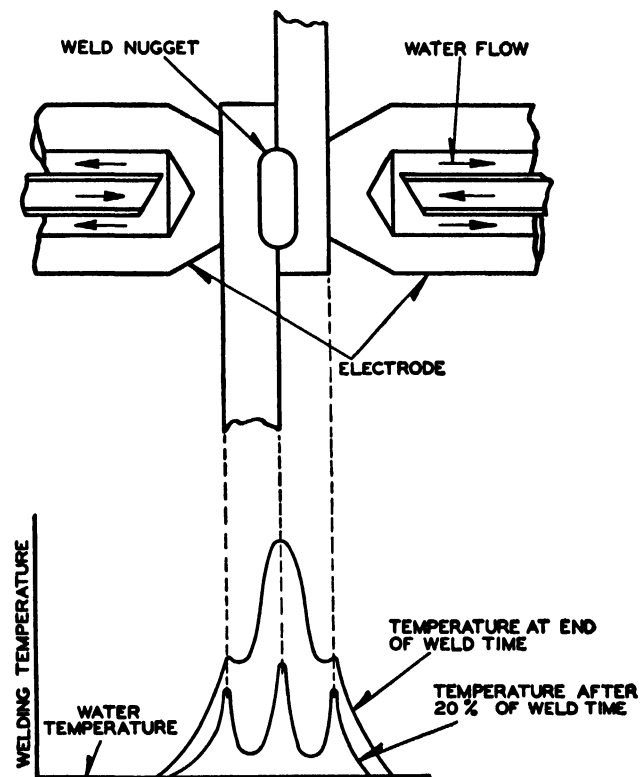 WELD NUGGET
WATER FLOW
ELECTRODE
WELDING TEMPERATURE
TEMPERATURE AT END
OF WELD TIME
TEMPERATURE AFTER
20 % OF WELD TIME
WATER
TEMPERATURE